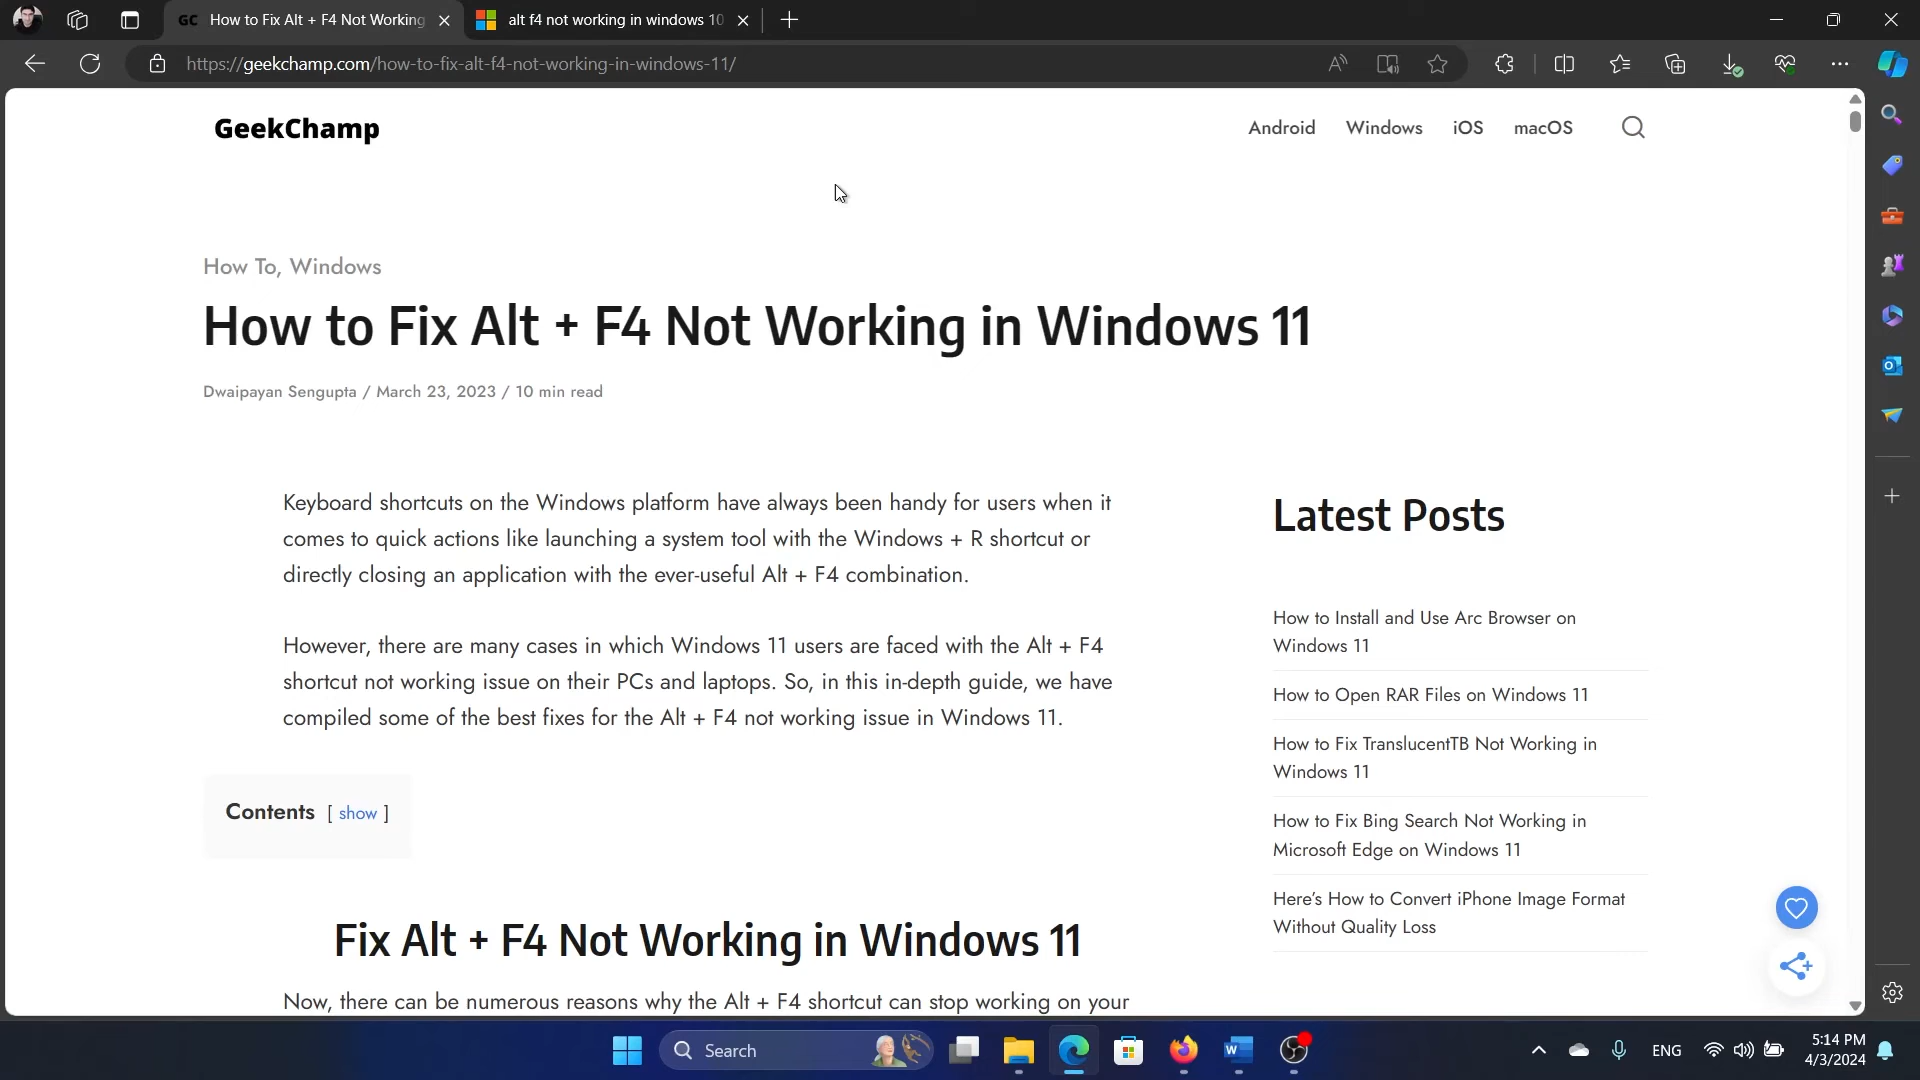 GC How to Fix Alt + F4 Not Working
alt f4 not working in windows 10
https://geekchamp.com/how-to-fix-alt-f4-not-working-in-windows-11/
GeekChamp
Android Windows iOS macOS
How To, Windows
How to Fix Alt + F4 Not Working in Windows 11
Dwaipayan Sengupta / March 23, 2023 / 10 min read
Keyboard shortcuts on the Windows platform have always been handy for users when it
comes to quick actions like launching a system tool with the Windows + R shortcut or
directly closing an application with the ever-useful Alt + F4 combination.
However, there are many cases in which Windows 11 users are faced with the Alt + F4
shortcut not working issue on their PCs and laptops. So, in this in-depth guide, we have
compiled some of the best fixes for the Alt + F4 not working issue in Windows 11.
Contents [ show ]
Fix Alt + F4 Not Working in Windows 11
Now, there can be numerous reasons why the Alt + F4 shortcut can stop working on your
Latest Posts
How to Install and Use Arc Browser on
Windows 11
How to Open RAR Files on Windows 11
How to Fix TranslucentTB Not Working in
Windows 11
How to Fix Bing Search Not Working in
Microsoft Edge on Windows 11
Here's How to Convert iPhone Image Format
Without Quality Loss
Search
ENG
5:14 PM
4/3/2024